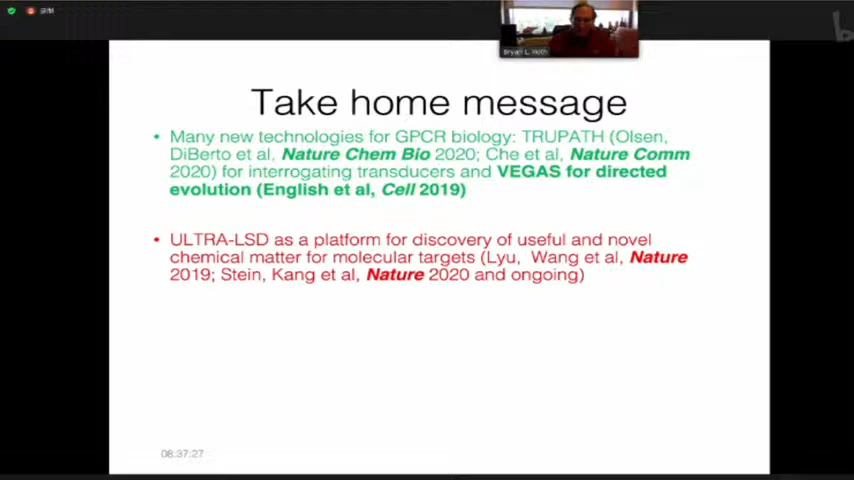 Bryan L. Roth
Take home message
• Many new technologies for GPCR biology: TRUPATH (Olsen,
DiBerto et al, Nature Chem Bio 2020; Che et al, Nature Comm
2020) for interrogating transducers and VEGAS for directed
evolution (English et al, Cell 2019)
• ULTRA-LSD as a platform for discovery of useful and novel
chemical matter for molecular targets (Lyu, Wang et al, Nature
2019; Stein, Kang et al, Nature 2020 and ongoing)
08:37:27